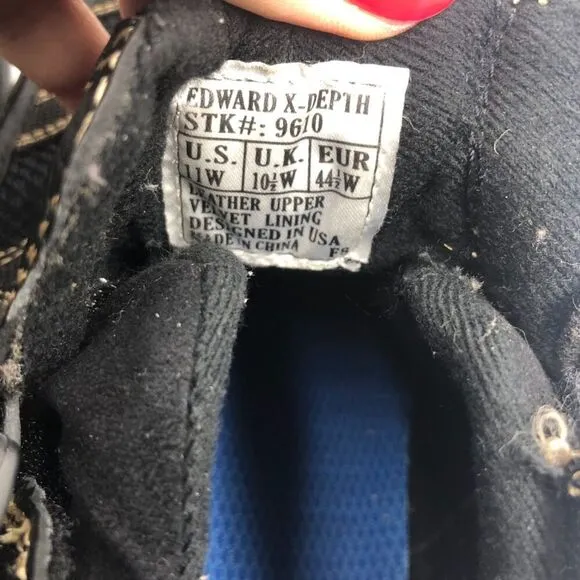 EDWARD X-DEPTH
STK#: 9610
U.S. U.K. EUR
11W 10½W 44½W
LEATHER UPPER
VELVET LINING
DESIGNED IN USA
MADE IN CHINA